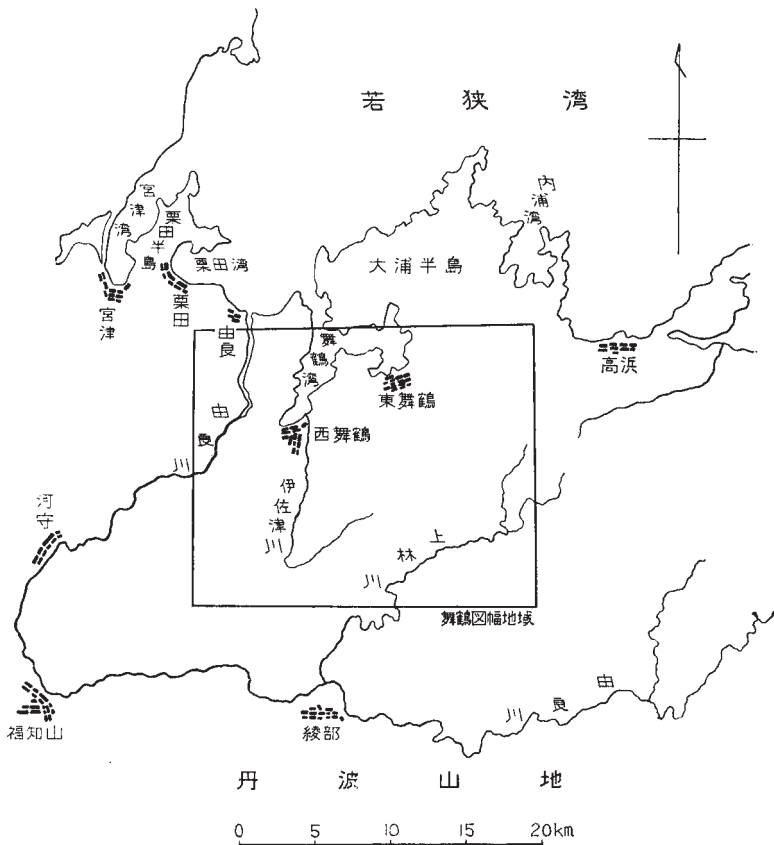 若狭湾
宮津湾
栗田半島
栗田湾
内浦湾
大浦半島
宮津
栗田
由良
舞鶴湾
東舞鶴
高浜
西舞鶴
由良川
伊佐津川
河守
上林川
舞鶴図幅地域
由良川
福知山
綾部
丹波山地
0 5 10 15 20km